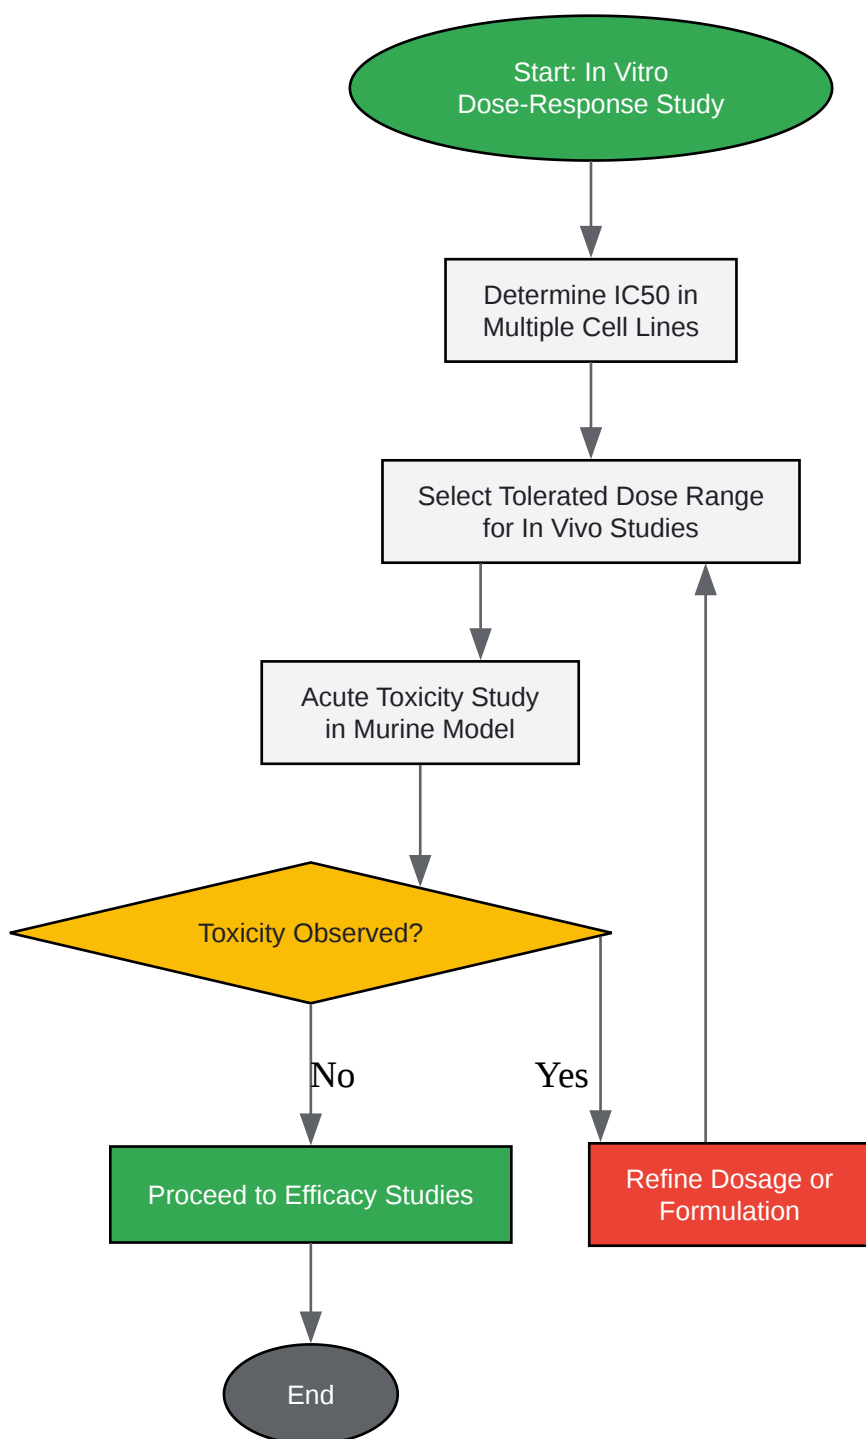 Start: In Vitro
Dose-Response Study
Determine IC50 in
Multiple Cell Lines
Select Tolerated Dose Range
for In Vivo Studies
Acute Toxicity Study
in Murine Model
Toxicity Observed?
No
Yes
Proceed to Efficacy Studies
Refine Dosage or
Formulation
End